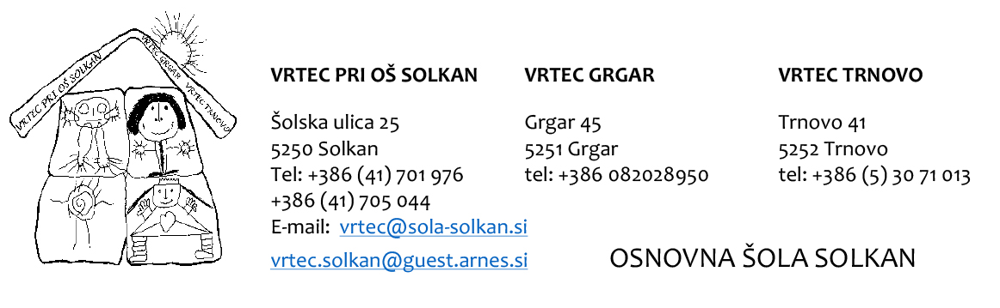 VRTEC PRI OŠ SOLKAN
VRTEC GRGAR
VRTEC TRNOVO
VRTEC PRI OŠ SOLKAN
Šolska ulica 25
5250 Solkan
Tel: +386 (41) 701 976
+386 (41) 705 044
E-mail: vrtec@sola-solkan.si
vrtec.solkan@guest.arnes.si
VRTEC GRGAR
Grgar 45
5251 Grgar
tel: +386 082028950
VRTEC TRNOVO
Trnovo 41
5252 Trnovo
tel: +386 (5) 30 71 013
OSNOVNA ŠOLA SOLKAN